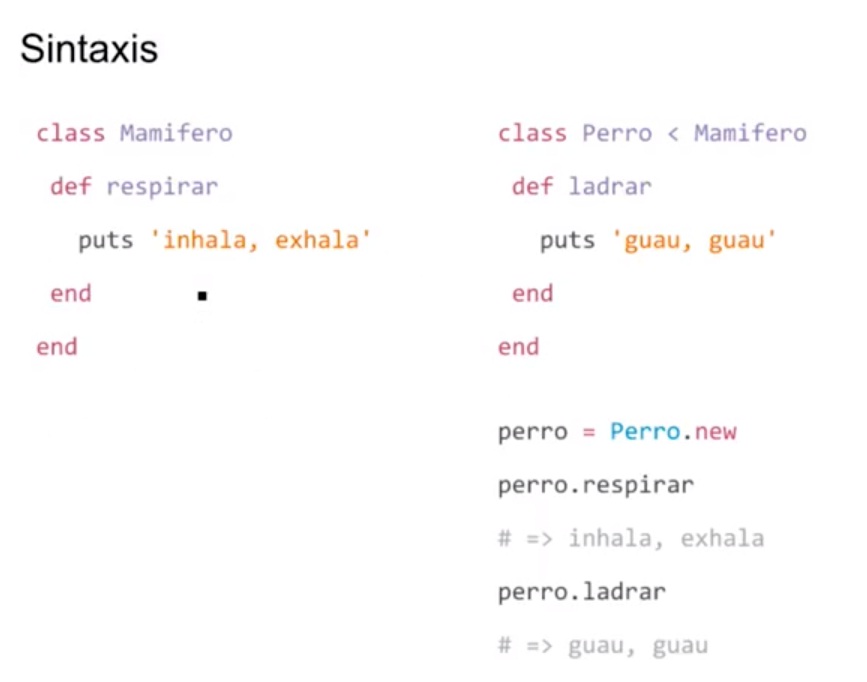 Sintaxis
class Mamifero
def respirar
puts 'inhala, exhala'
end
end
class Perro < Mamifero
def ladrar
puts 'guau, guau'
end
end
perro = Perro.new
perro.respirar
# => inhala, exhala
perro.ladrar
# => guau, guau